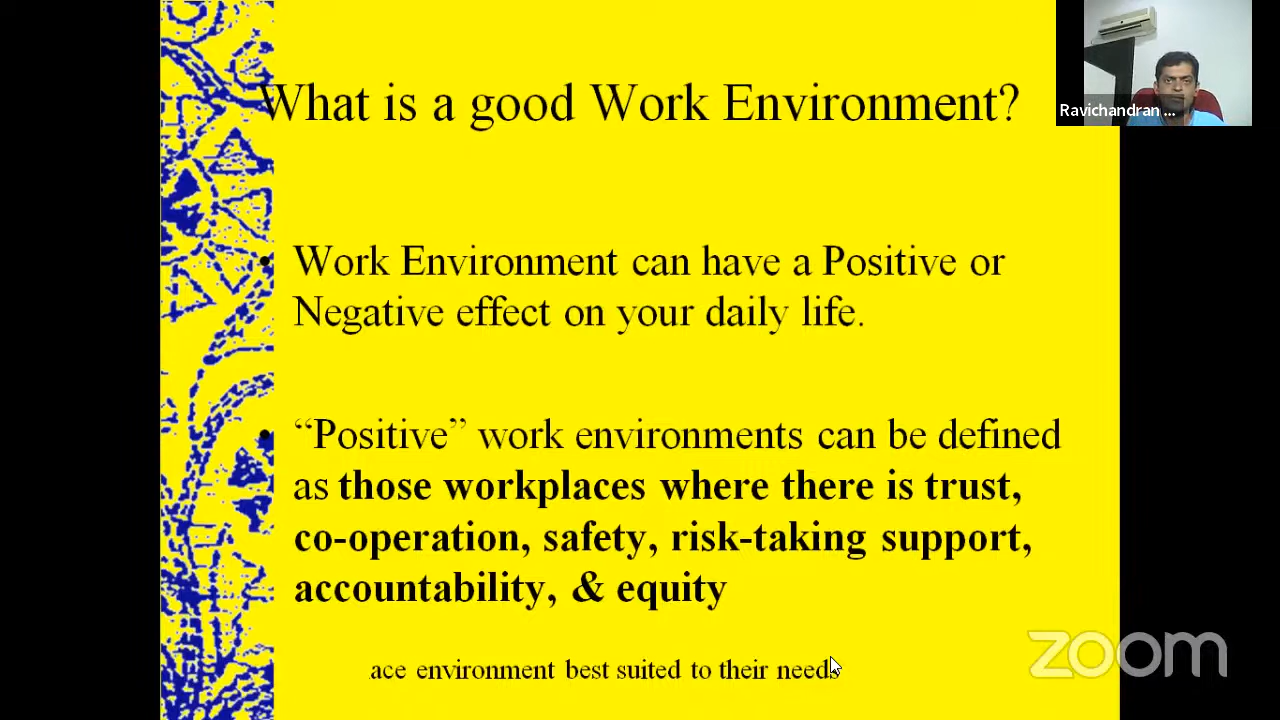 What is a good Work Environment?
Ravichandran ...
• Work Environment can have a Positive or
Negative effect on your daily life.
• “Positive” work environments can be defined
as those workplaces where there is trust,
co-operation, safety, risk-taking support,
accountability, & equity
ace environment best suited to their needs
zoom